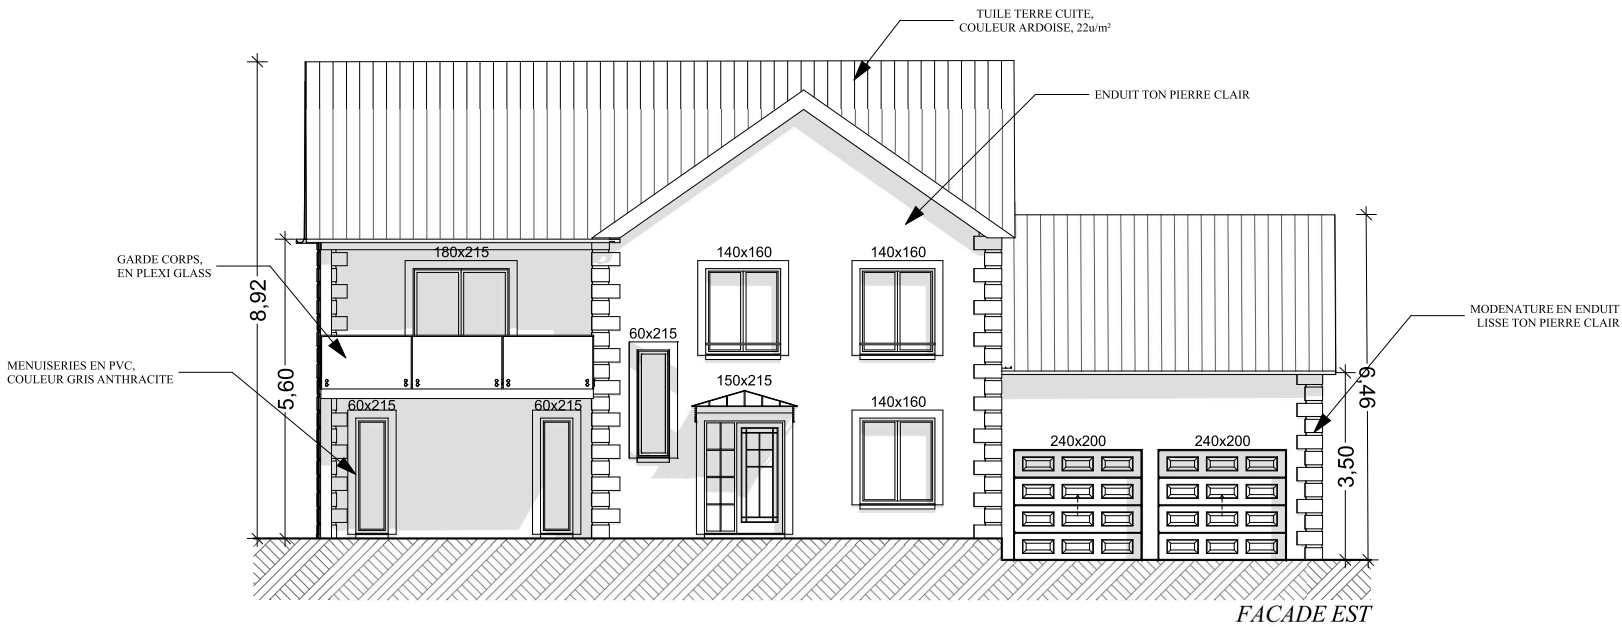 TUILE TERRE CUITE,
COULEUR ARDOISE, 22u/m²
ENDUIT TON PIERRE CLAIR
GARDE CORPS,
EN PLEXI GLASS
180x215
140x160
140x160
8,92
MODENATURE EN ENDUIT
LISSE TON PIERRE CLAIR
60x215
MENUISERIES EN PVC,
COULEUR GRIS ANTHRACITE
5,60
150x215
6,46
60x215
60x215
140x160
240x200
240x200
3,50
FACADE EST